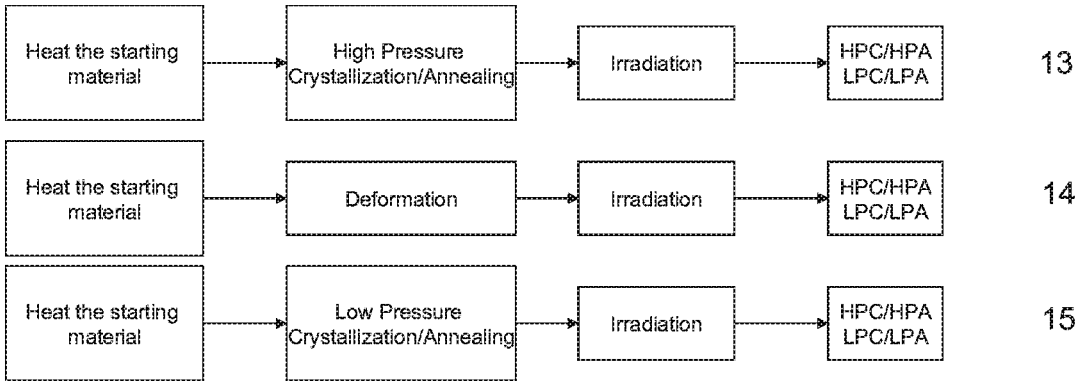 Heat the starting
material
High Pressure
Crystallization/Annealing
Irradiation
HPC/HPA
LPC/LPA
13
Heat the starting
material
Deformation
Irradiation
HPC/HPA
LPC/LPA
14
Heat the starting
material
Low Pressure
Crystallization/Annealing
Irradiation
HPC/HPA
LPC/LPA
15